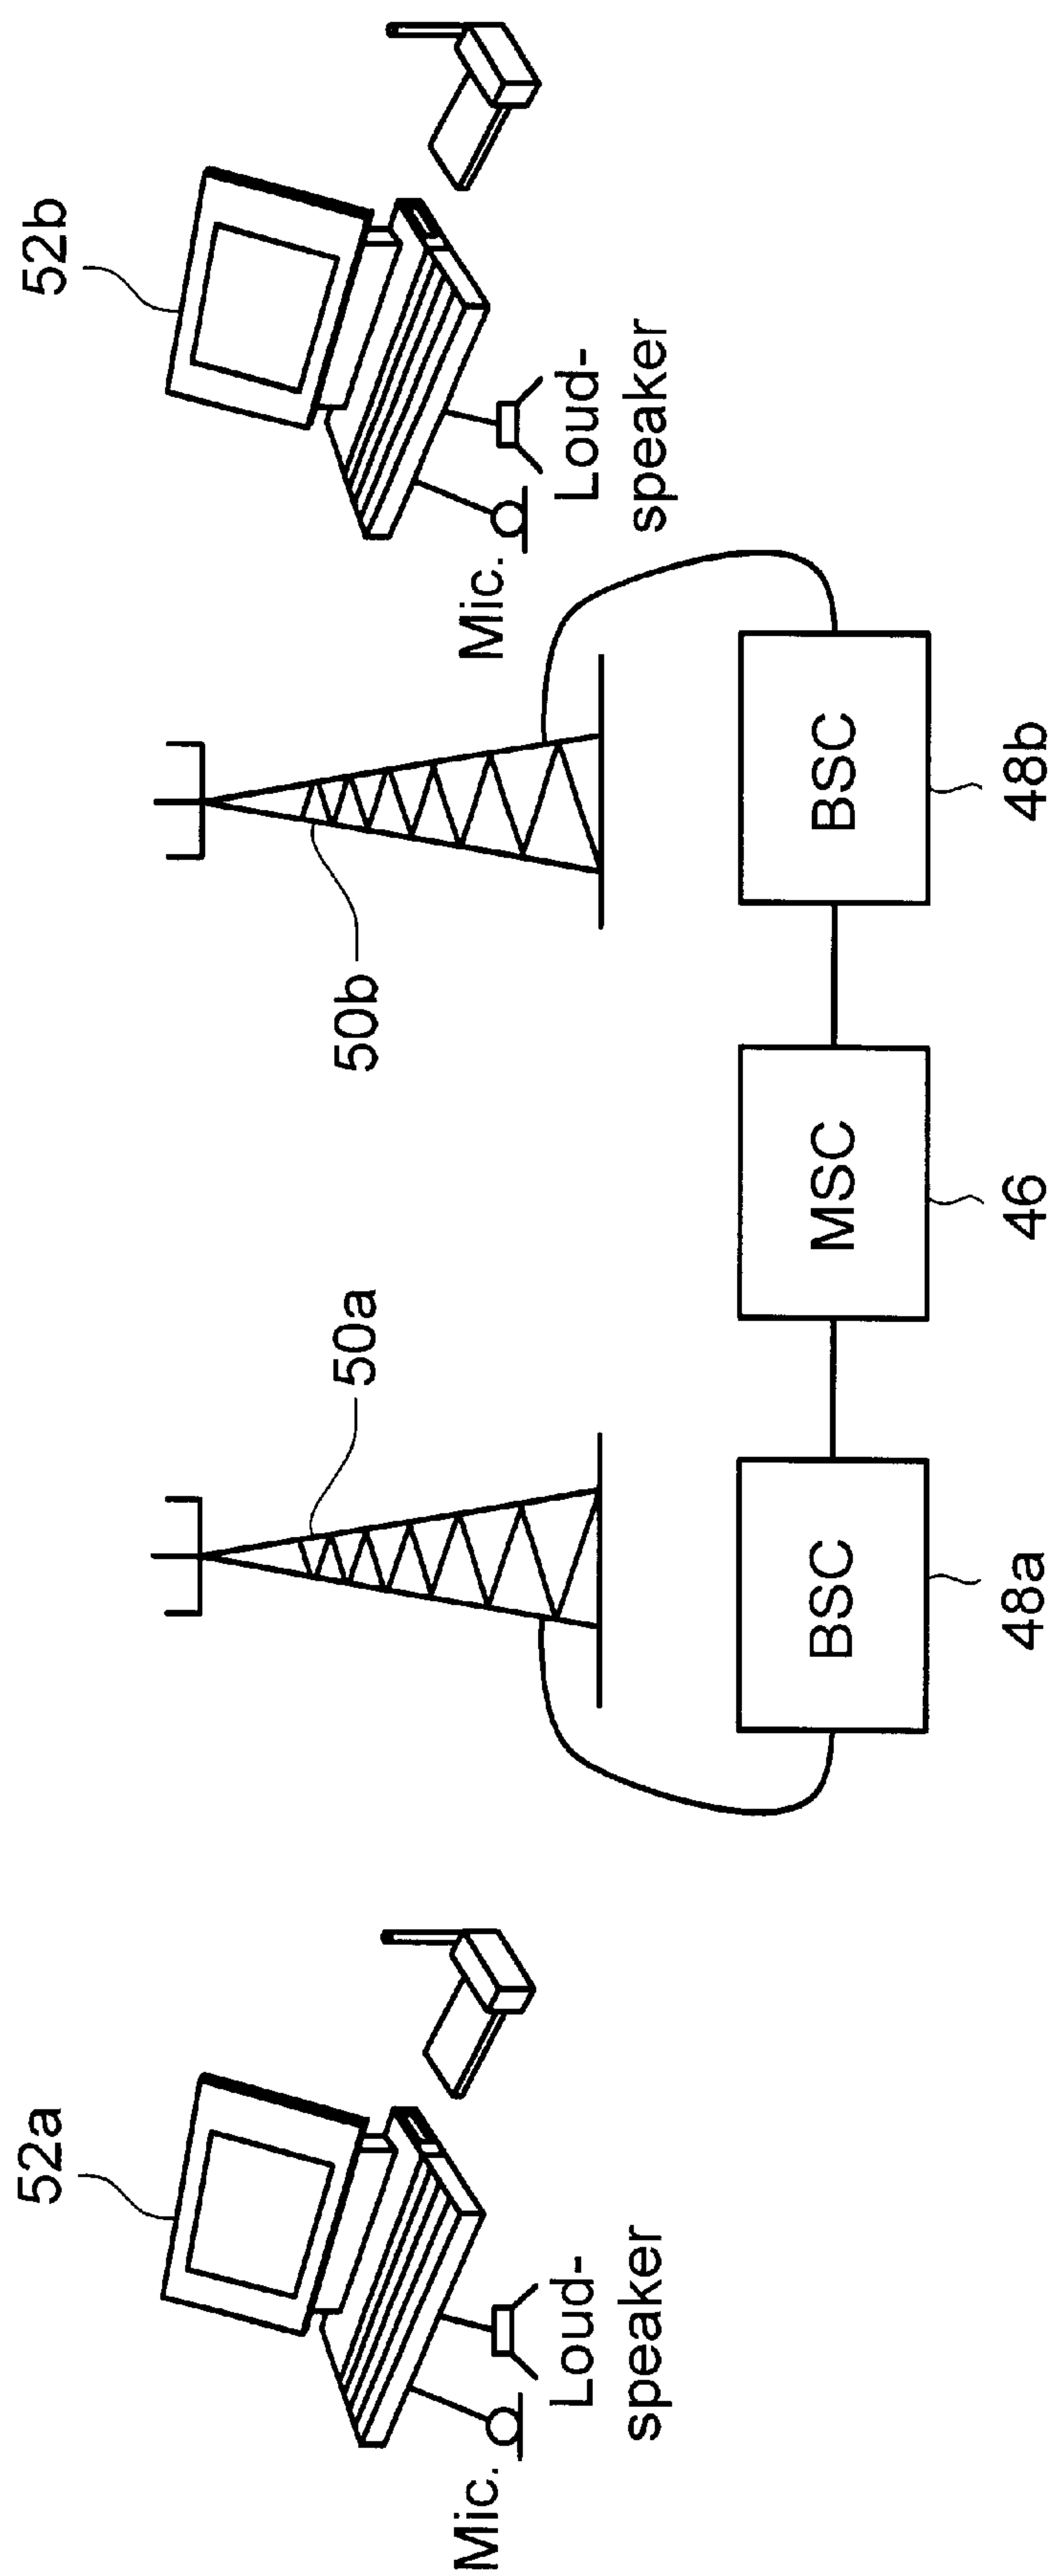 52a
52b
50a
50b
Mic.
Loud-
speaker
Mic.
Loud-
speaker
BSC
MSC
BSC
48a
46
48b